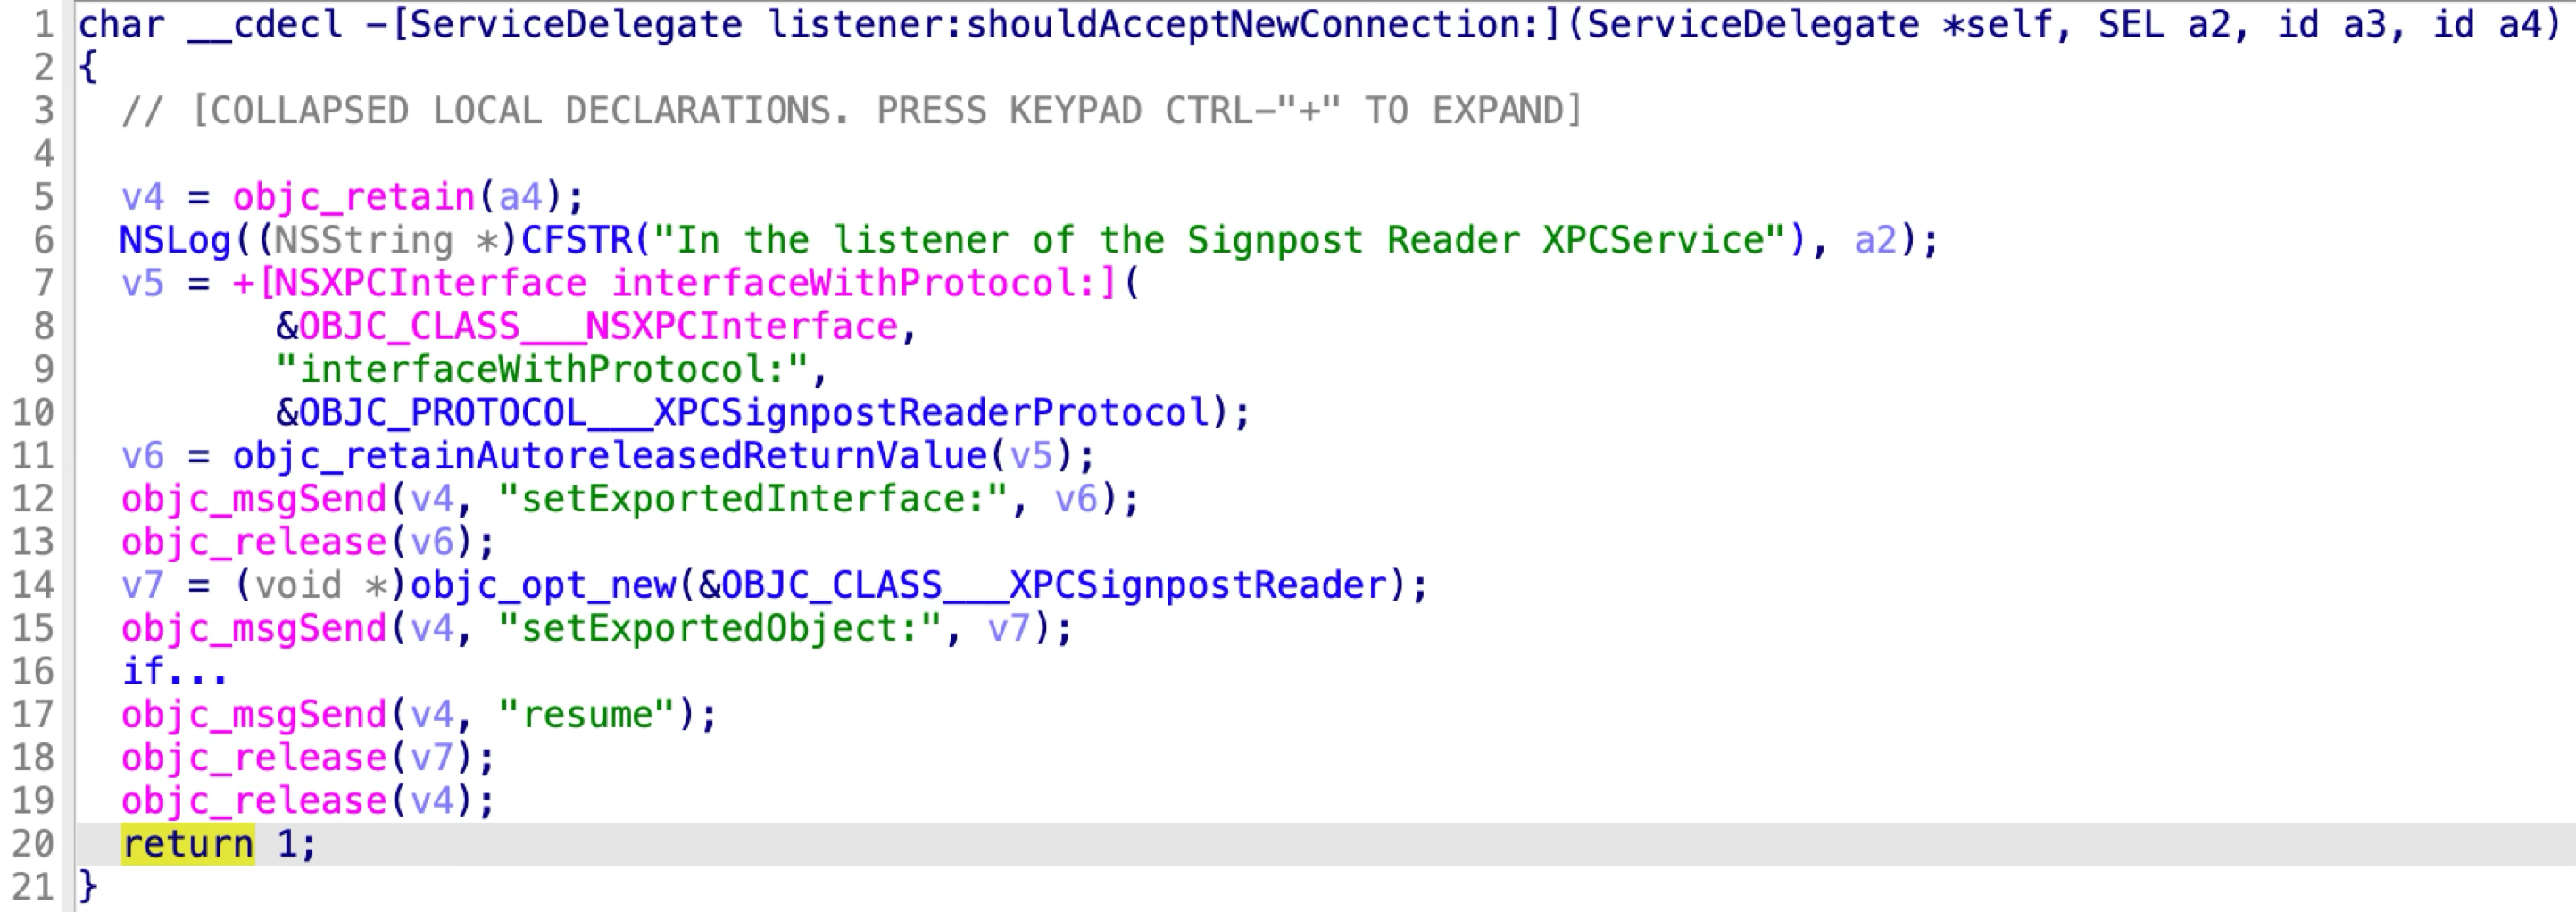 1 char __cdecl -[ServiceDelegate listener:shouldAcceptNewConnection:](ServiceDelegate *self, SEL a2, id a3, id a4)
2 {
3   // [COLLAPSED LOCAL DECLARATIONS. PRESS KEYPAD CTRL-"+" TO EXPAND]
4
5   v4 = objc_retain(a4);
6   NSLog((NSString *)CFSTR("In the listener of the Signpost Reader XPCService"), a2);
7   v5 = +[NSXPCInterface interfaceWithProtocol:](
8          &OBJC_CLASS___NSXPCInterface,
9          "interfaceWithProtocol:",
10         &OBJC_PROTOCOL___XPCSignpostReaderProtocol);
11  v6 = objc_retainAutoreleasedReturnValue(v5);
12  objc_msgSend(v4, "setExportedInterface:", v6);
13  objc_release(v6);
14  v7 = (void *)objc_opt_new(&OBJC_CLASS___XPCSignpostReader);
15  objc_msgSend(v4, "setExportedObject:", v7);
16  if...
17  objc_msgSend(v4, "resume");
18  objc_release(v7);
19  objc_release(v4);
20  return 1;
21 }